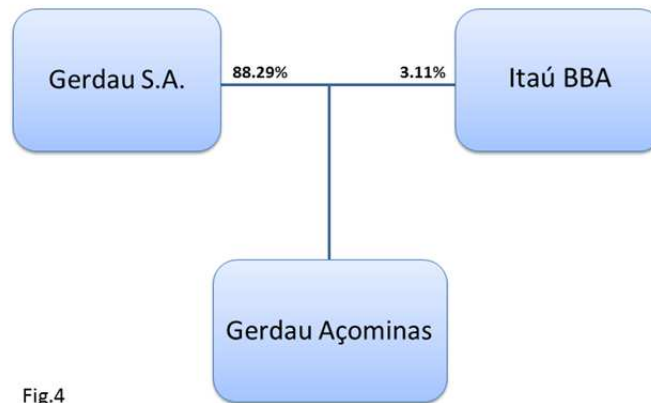 Gerdau S.A.
88.29%
3.11%
Itaú BBA
Gerdau Açominas
Fig.4